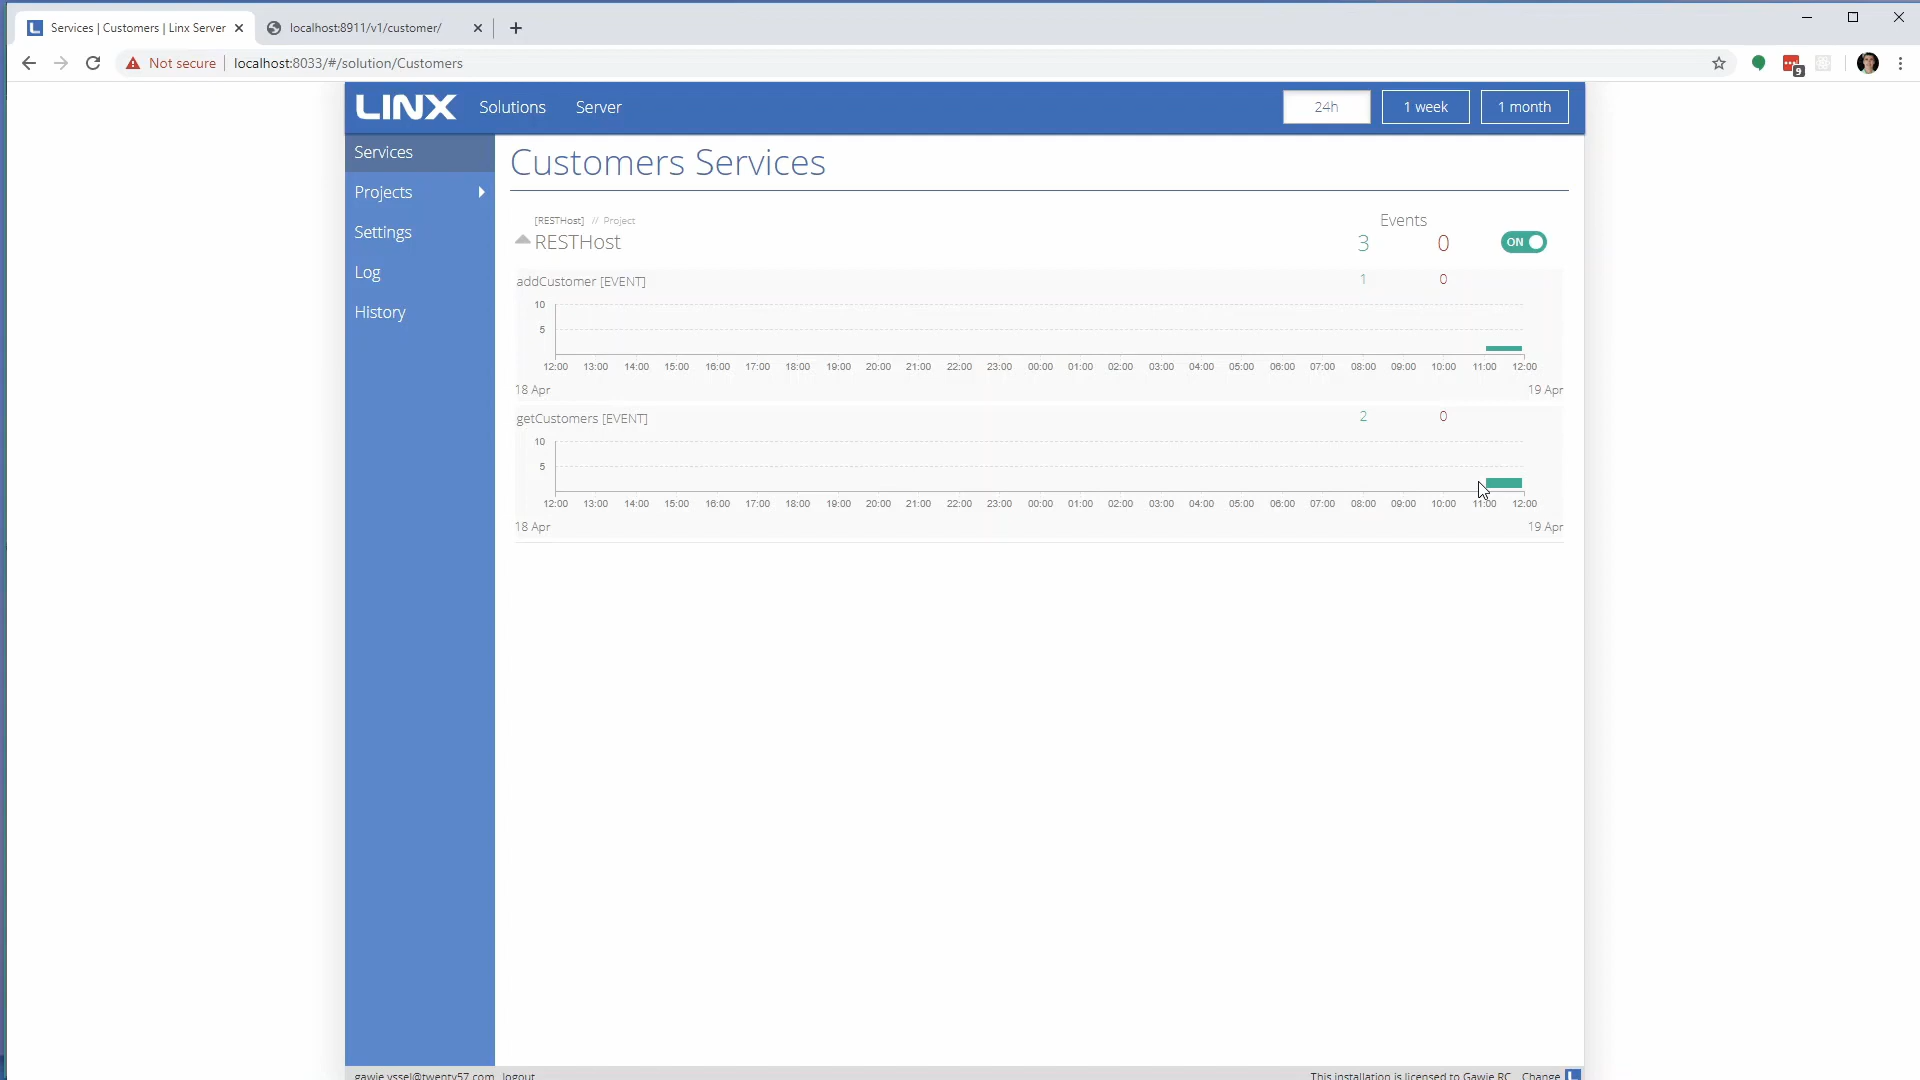 Services | Customers | Linx Server
localhost:8911/v1/customer/
Not secure
localhost:8033/#/solution/Customers
9
LINX
Solutions
Server
24h
1 week
1 month
Services
Projects
Settings
Log
History
Customers Services
[RESTHost] // Project
RESTHost
Events
3
0
ON
addCustomer [EVENT]
1
0
10
5
12:00 13:00 14:00 15:00 16:00 17:00 18:00 19:00 20:00 21:00 22:00 23:00 00:00 01:00 02:00 03:00 04:00 05:00 06:00 07:00 08:00 09:00 10:00 11:00 12:00
18 Apr
19 Apr
getCustomers [EVENT]
2
0
10
5
12:00 13:00 14:00 15:00 16:00 17:00 18:00 19:00 20:00 21:00 22:00 23:00 00:00 01:00 02:00 03:00 04:00 05:00 06:00 07:00 08:00 09:00 10:00 11:00 12:00
18 Apr
19 Apr
gawie.vssel@twenty57.com logout
This installation is licensed to Gawie RC Change